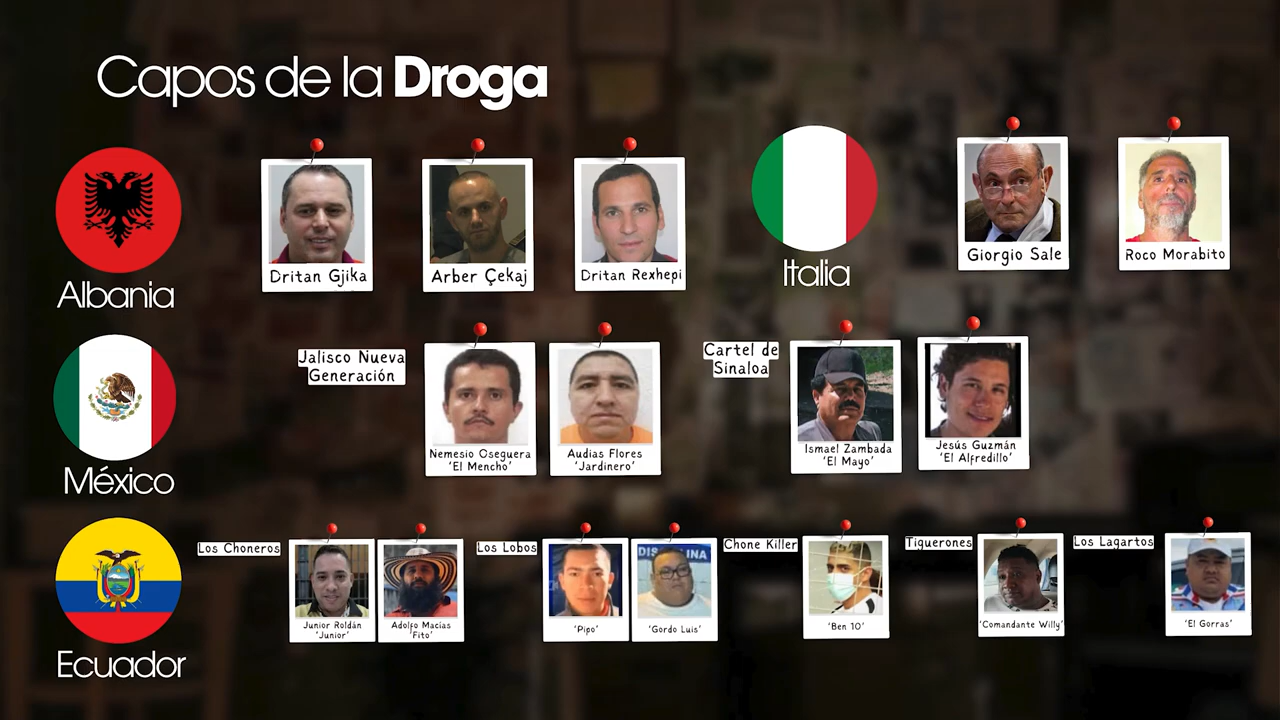 Capos de la Droga
Albania
Dritan Gjika
Arber Çekaj
Dritan Rexhepi
Italia
Giorgio Sale
Roco Morabito
México
Jalisco Nueva
Generación
Nemesio Oseguera
'El Mencho'
Audias Flores
'Jardinero'
Cartel de
Sinaloa
Ismael Zambada
'El Mayo'
Jesús Guzmán
'El Alfredillo'
Ecuador
Los Choneros
Junior Roldán
'Junior'
Adolfo Macías
'Fito'
Los Lobos
'Pipo'
DISCIPLINA
'Gordo Luis'
Chone Killer
'Ben 10'
Tiguerones
'Comandante Willy'
Los Lagartos
'El Gorras'